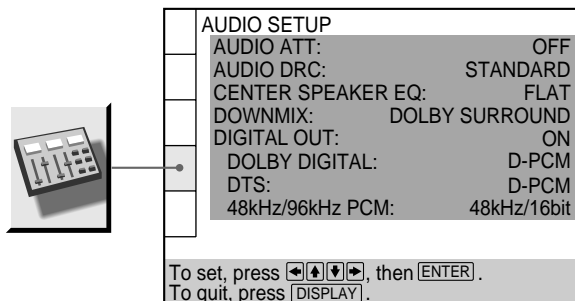 AUDIO SETUP
AUDIO ATT: OFF
AUDIO DRC: STANDARD
CENTER SPEAKER EQ: FLAT
DOWNMIX: DOLBY SURROUND
DIGITAL OUT: ON
DOLBY DIGITAL: D-PCM
DTS: D-PCM
48kHz/96kHz PCM: 48kHz/16bit
To set, press ←↑↓→, then ENTER.
To quit, press DISPLAY.